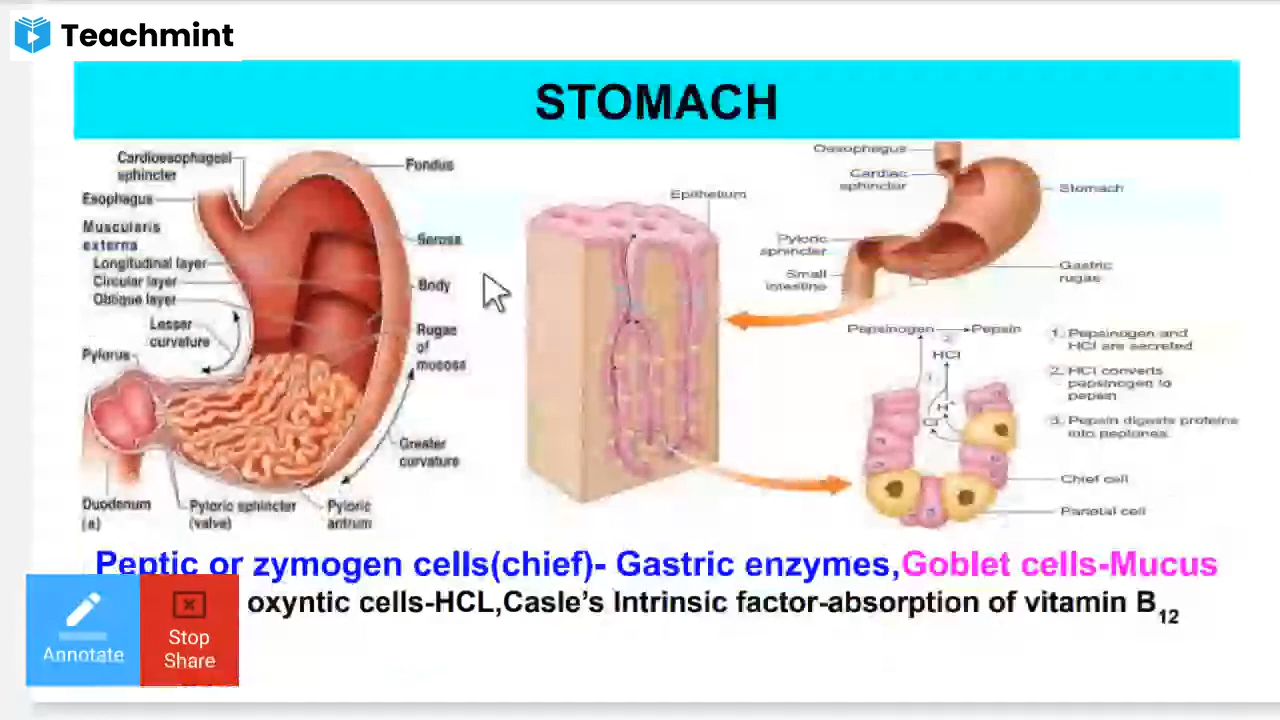 Teachmint
STOMACH
Cardioesophageal
sphincter
Esophagus
Muscularis
externa
Longitudinal layer
Circular layer
Oblique layer
Lesser
curvature
Pylorus
Duodenum
(a)
Pyloric sphincter
(valve)
Pyloric
antrum
Fundus
Serosa
Body
Rugae
of
mucosa
Greater
curvature
Epithelium
Oesophagus
Cardiac
sphincter
Stomach
Pyloric
sphincter
Small
intestine
Gastric
rugae
Pepsinogen
Pepsin
HCl
H+
Cl-
1. Pepsinogen and
HCl are secreted
2. HCl converts
pepsinogen to
pepsin
3. Pepsin digests proteins
into peptones.
Chief cell
Parietal cell
Peptic or zymogen cells(chief)- Gastric enzymes,Goblet cells-Mucus
oxyntic cells-HCL,Casle's Intrinsic factor-absorption of vitamin B12
Annotate
Stop
Share